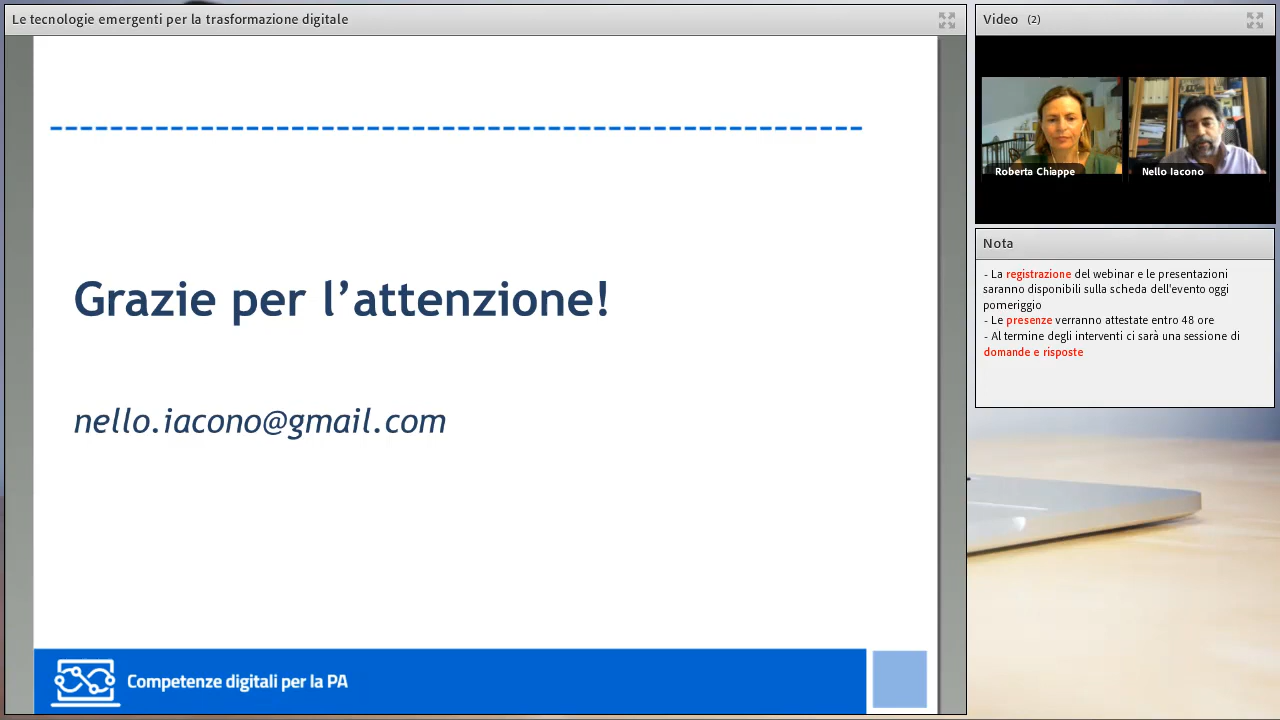 Le tecnologie emergenti per la trasformazione digitale
Grazie per l’attenzione!
nello.iacono@gmail.com
Competenze digitali per la PA
Video (2)
Roberta Chiappe
Nello Iacono
Nota
- La registrazione del webinar e le presentazioni
saranno disponibili sulla scheda dell'evento oggi
pomeriggio
- Le presenze verranno attestate entro 48 ore
- Al termine degli interventi ci sarà una sessione di
domande e risposte